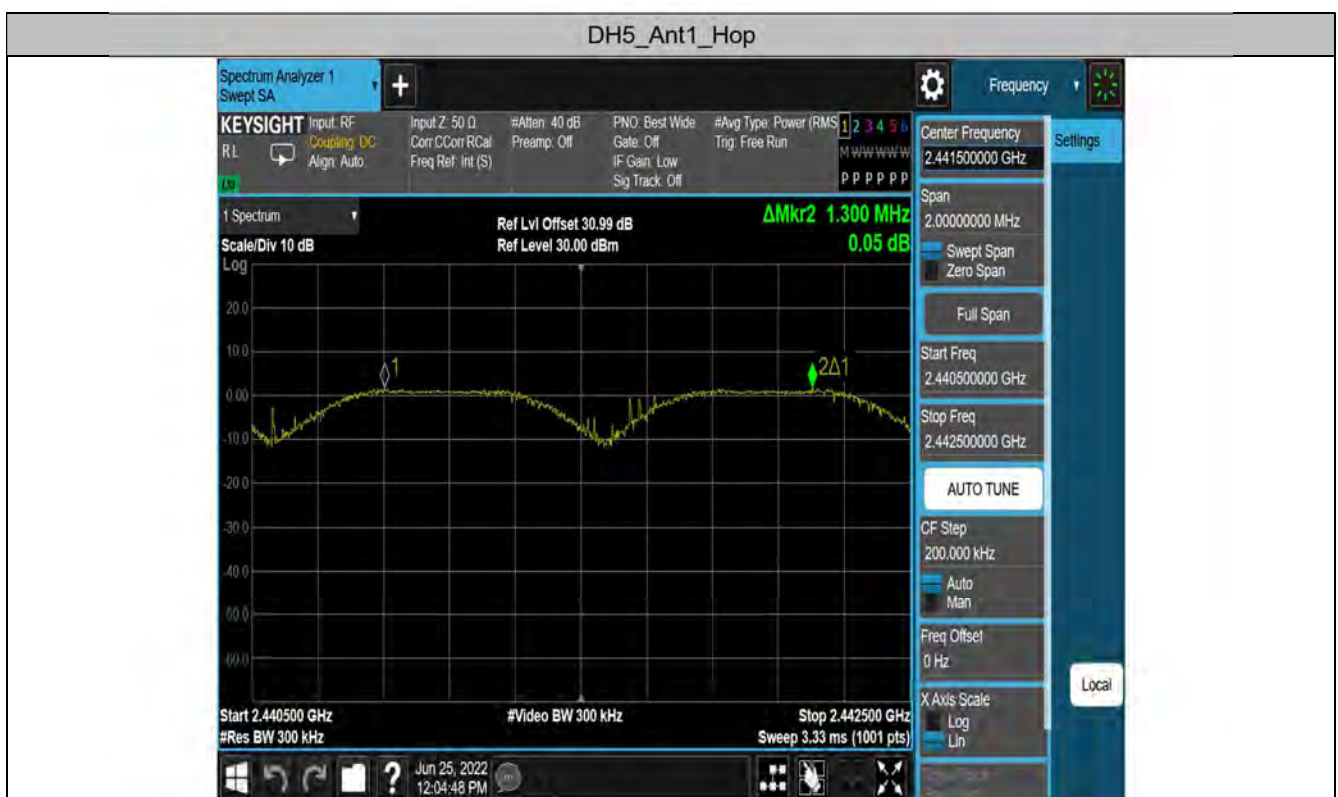 DH5_Ant1_Hop
Spectrum Analyzer 1
Swept SA
+
Frequency
KEYSIGHT
RL
Input: RF
Coupling: DC
Align: Auto
Input Z: 50 Ω
Corr CCorr RCal
Freq Ref: Int (S)
#Atten: 40 dB
Preamp: Off
PNO: Best Wide
Gate: Off
IF Gain: Low
Sig Track: Off
#Avg Type: Power (RMS
Trig: Free Run
1 2 3 4 5 6
M W W W W W
P P P P P P
1 Spectrum
Scale/Div 10 dB
Log
Ref Lvl Offset 30.99 dB
Ref Level 30.00 dBm
ΔMkr2 1.300 MHz
0.05 dB
20.0
10.0
0.00
-10.0
-20.0
-30.0
-40.0
-60.0
1
2Δ1
Start 2.440500 GHz
#Res BW 300 kHz
#Video BW 300 kHz
Stop 2.442500 GHz
Sweep 3.33 ms (1001 pts)
Center Frequency
2.441500000 GHz
Settings
Span
2.00000000 MHz
Swept Span
Zero Span
Full Span
Start Freq
2.440500000 GHz
Stop Freq
2.442500000 GHz
AUTO TUNE
CF Step
200.000 kHz
Auto
Man
Freq Offset
0 Hz
X Axis Scale
Log
Lin
Local
?
Jun 25, 2022
12:04:48 PM